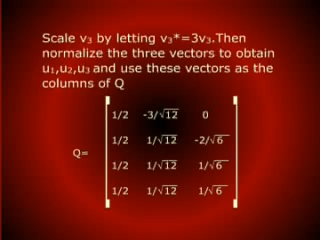 Scale v₃ by letting v₃*=3v₃.Then
normalize the three vectors to obtain
u₁,u₂,u₃ and use these vectors as the
columns of Q
1/2 -3/√12 0
1/2 1/√12 -2/√6
Q=
1/2 1/√12 1/√6
1/2 1/√12 1/√6